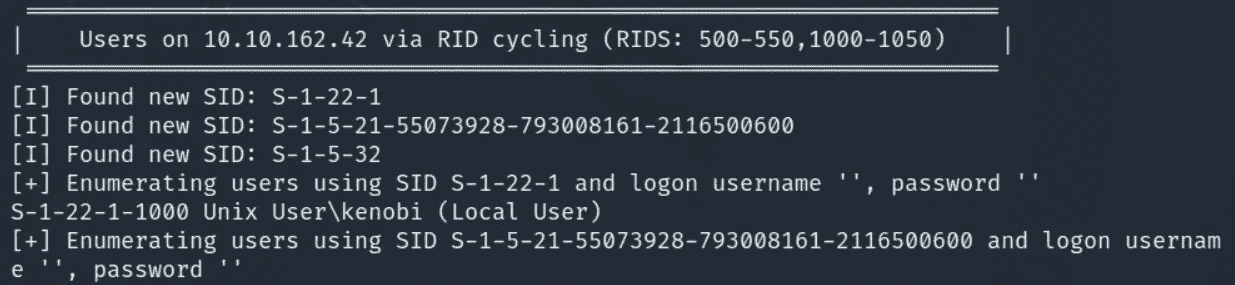 | Users on 10.10.162.42 via RID cycling (RIDS: 500-550,1000-1050) |
[I] Found new SID: S-1-22-1
[I] Found new SID: S-1-5-21-55073928-793008161-2116500600
[I] Found new SID: S-1-5-32
[+] Enumerating users using SID S-1-22-1 and logon username '', password ''
S-1-22-1-1000 Unix User\kenobi (Local User)
[+] Enumerating users using SID S-1-5-21-55073928-793008161-2116500600 and logon usernam
e '', password ''